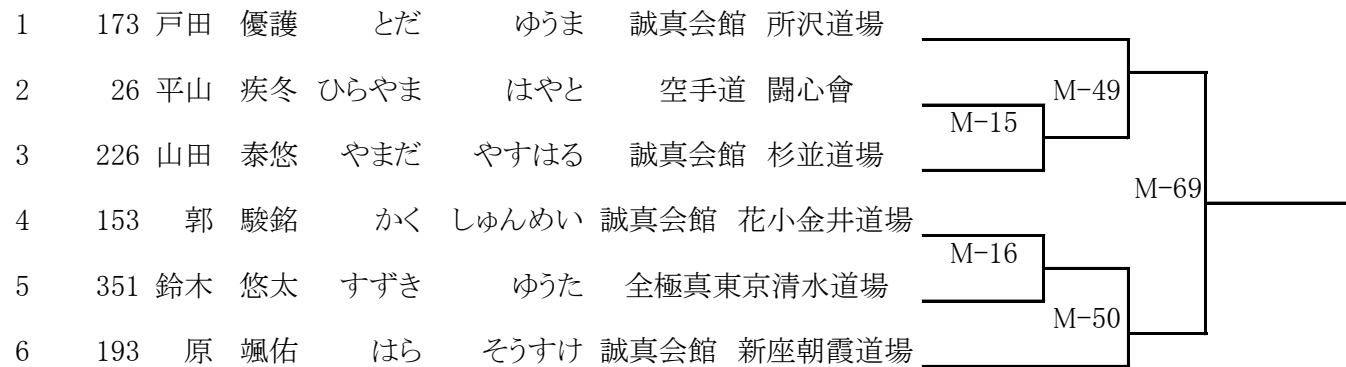 1 173 戸田 優護 とだ ゆうま 誠真会館 所沢道場
2 26 平山 疾冬 ひらやま はやと 空手道 闘心會
M-49
M-15
3 226 山田 泰悠 やまだ やすはる 誠真会館 杉並道場
M-69
4 153 郭 駿銘 かく しゅんめい 誠真会館 花小金井道場
M-16
5 351 鈴木 悠太 すずき ゆうた 全極真東京清水道場
M-50
6 193 原 颯佑 はら そうすけ 誠真会館 新座朝霞道場